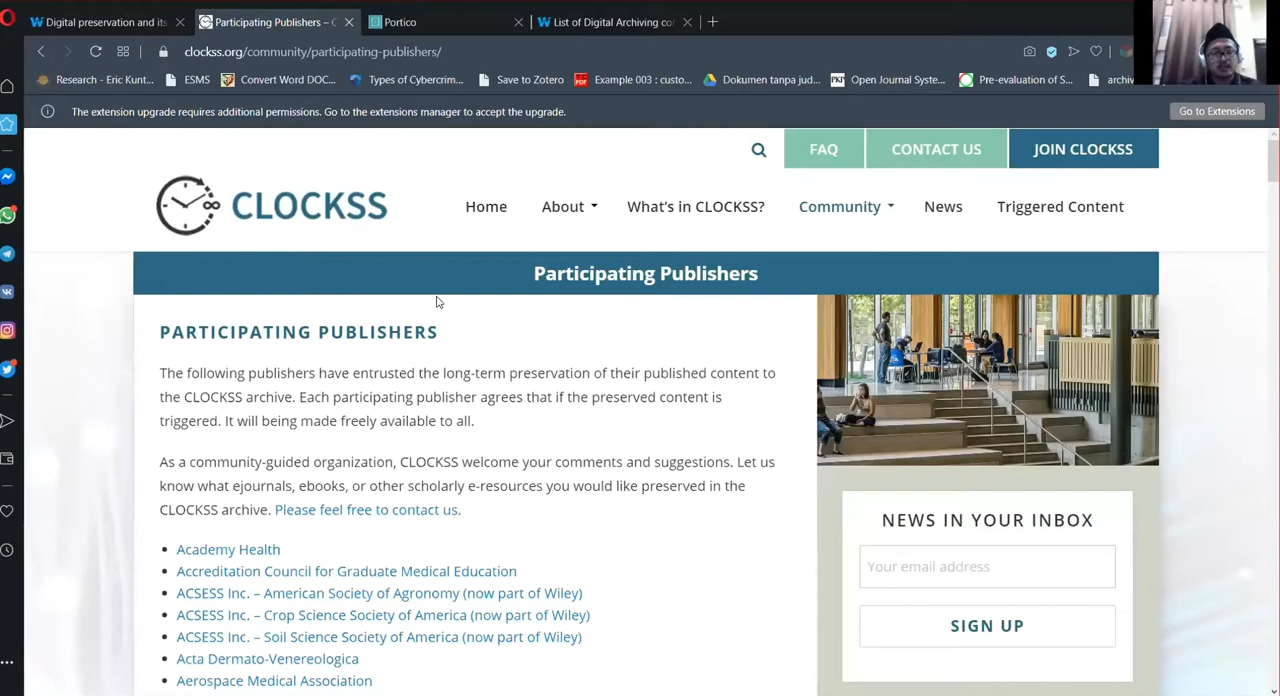 Digital preservation and its
Participating Publishers – C
Portico
List of Digital Archiving cor
clockss.org/community/participating-publishers/
Research - Eric Kunt...
ESMS
Convert Word DOC...
Types of Cybercrim...
Save to Zotero
Example 003 : custo...
Dokumen tanpa jud...
Open Journal Syste...
Pre-evaluation of S...
archiv
The extension upgrade requires additional permissions. Go to the extensions manager to accept the upgrade.
Go to Extensions
FAQ
CONTACT US
JOIN CLOCKSS
CLOCKSS
Home
About
What's in CLOCKSS?
Community
News
Triggered Content
Participating Publishers
PARTICIPATING PUBLISHERS
The following publishers have entrusted the long-term preservation of their published content to
the CLOCKSS archive. Each participating publisher agrees that if the preserved content is
triggered. It will being made freely available to all.
As a community-guided organization, CLOCKSS welcome your comments and suggestions. Let us
know what ejournals, ebooks, or other scholarly e-resources you would like preserved in the
CLOCKSS archive. Please feel free to contact us.
Academy Health
Accreditation Council for Graduate Medical Education
ACSESS Inc. – American Society of Agronomy (now part of Wiley)
ACSESS Inc. – Crop Science Society of America (now part of Wiley)
ACSESS Inc. – Soil Science Society of America (now part of Wiley)
Acta Dermato-Venereologica
Aerospace Medical Association
NEWS IN YOUR INBOX
Your email address
SIGN UP